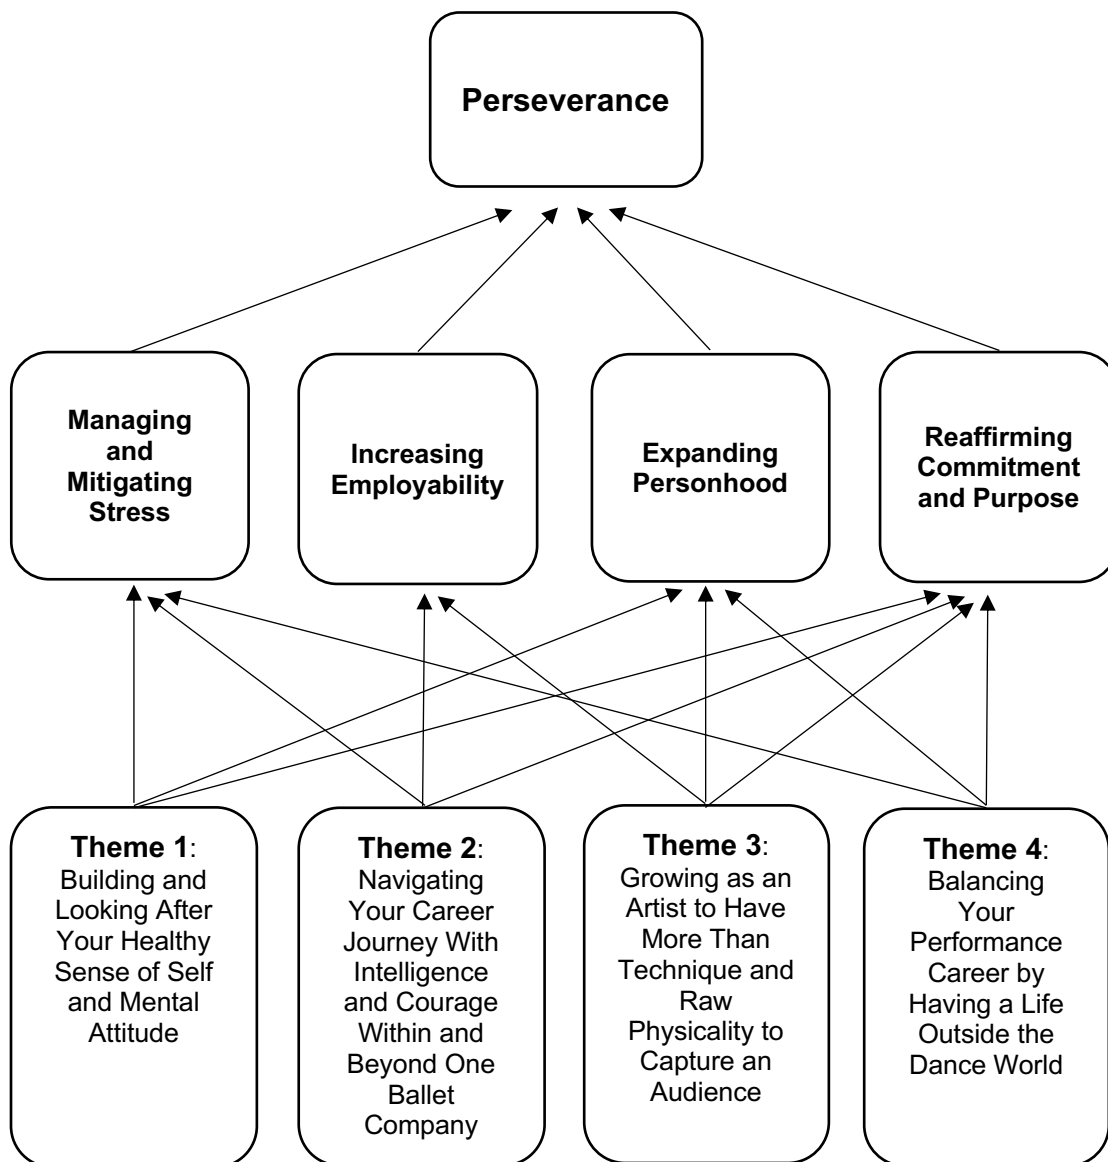 Perseverance
Managing
and
Mitigating
Stress
Increasing
Employability
Expanding
Personhood
Reaffirming
Commitment
and Purpose
Theme 1:
Building and
Looking After
Your Healthy
Sense of Self
and Mental
Attitude
Theme 2:
Navigating
Your Career
Journey With
Intelligence
and Courage
Within and
Beyond One
Ballet
Company
Theme 3:
Growing as an
Artist to Have
More Than
Technique and
Raw
Physicality to
Capture an
Audience
Theme 4:
Balancing
Your
Performance
Career by
Having a Life
Outside the
Dance World